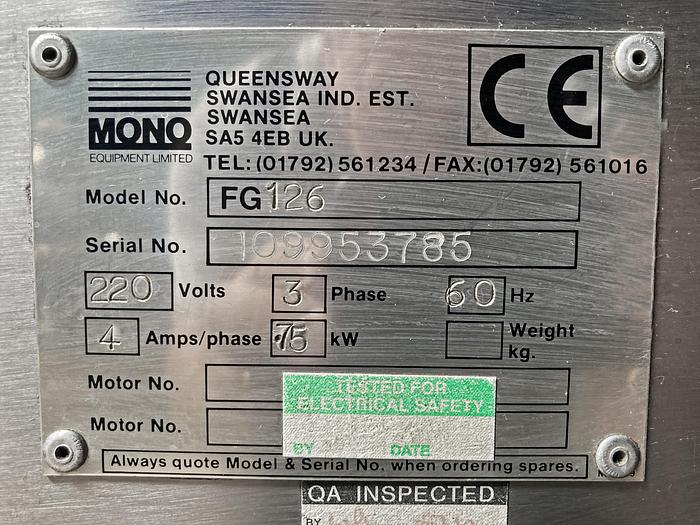 MONO
EQUIPMENT LIMITED
QUEENSWAY
SWANSEA IND. EST.
SWANSEA
SA5 4EB UK.
CE
TEL: (01792) 561234 / FAX:(01792) 561016
Model No. FG126
Serial No. 109953785
220 Volts 3 Phase 60 Hz
4 Amps/phase .75 kW Weight kg.
Motor No.
Motor No.
TESTED FOR
ELECTRICAL SAFETY
BY DATE
Always quote Model & Serial No. when ordering spares.
QA INSPECTED
BY